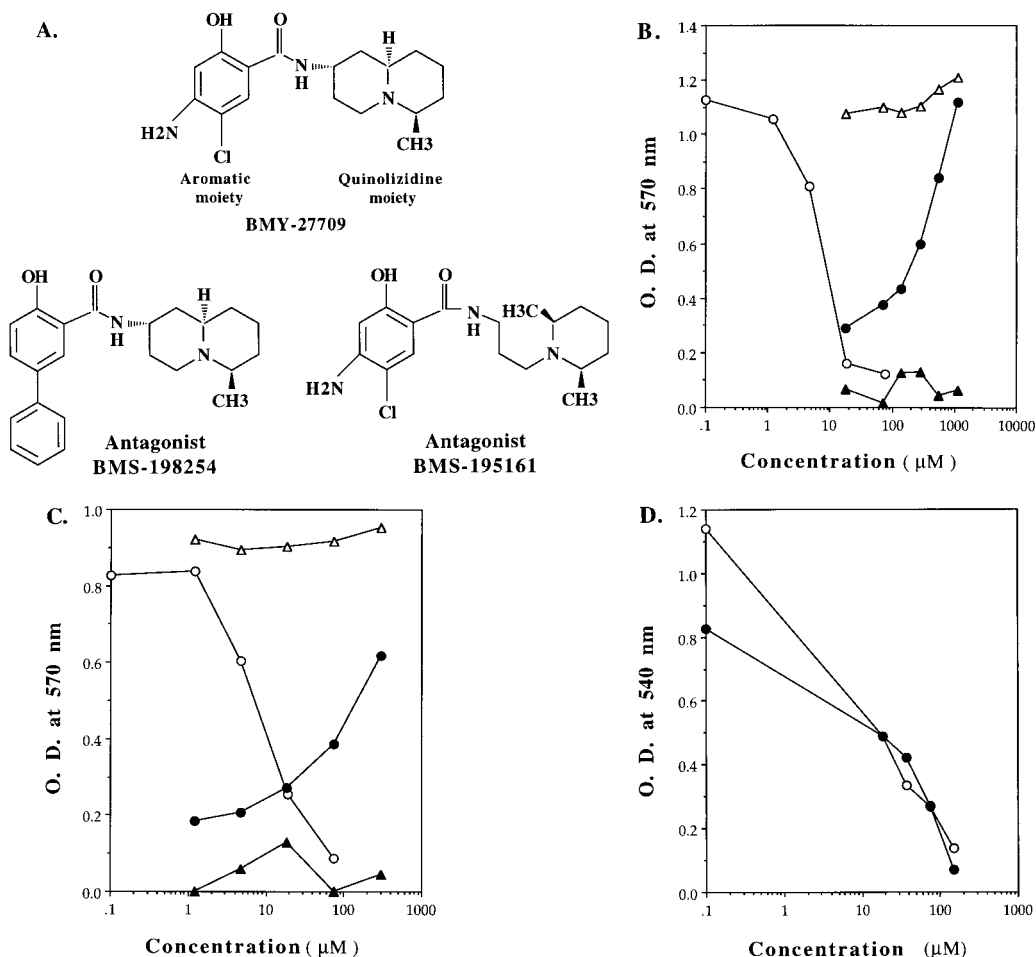 A.
OH
O
N
H
H
N
H2N
Cl
CH3
Aromatic
moiety
Quinolizidine
moiety
BMY-27709
OH
O
N
H
H
N
CH3
Antagonist
BMS-198254
OH
O
N
H
H3C
N
H2N
Cl
CH3
Antagonist
BMS-195161
B.
O. D. at 570 nm
1.4
1.2
1.0
0.8
0.6
0.4
0.2
0.0
.1
1
10
100
1000
10000
Concentration ( µM )
C.
O. D. at 570 nm
1.0
0.8
0.6
0.4
0.2
0.0
.1
1
10
100
1000
Concentration ( µM )
D.
O. D. at 540 nm
1.2
1.0
0.8
0.6
0.4
0.2
0.0
.1
1
10
100
1000
Concentration (µM)